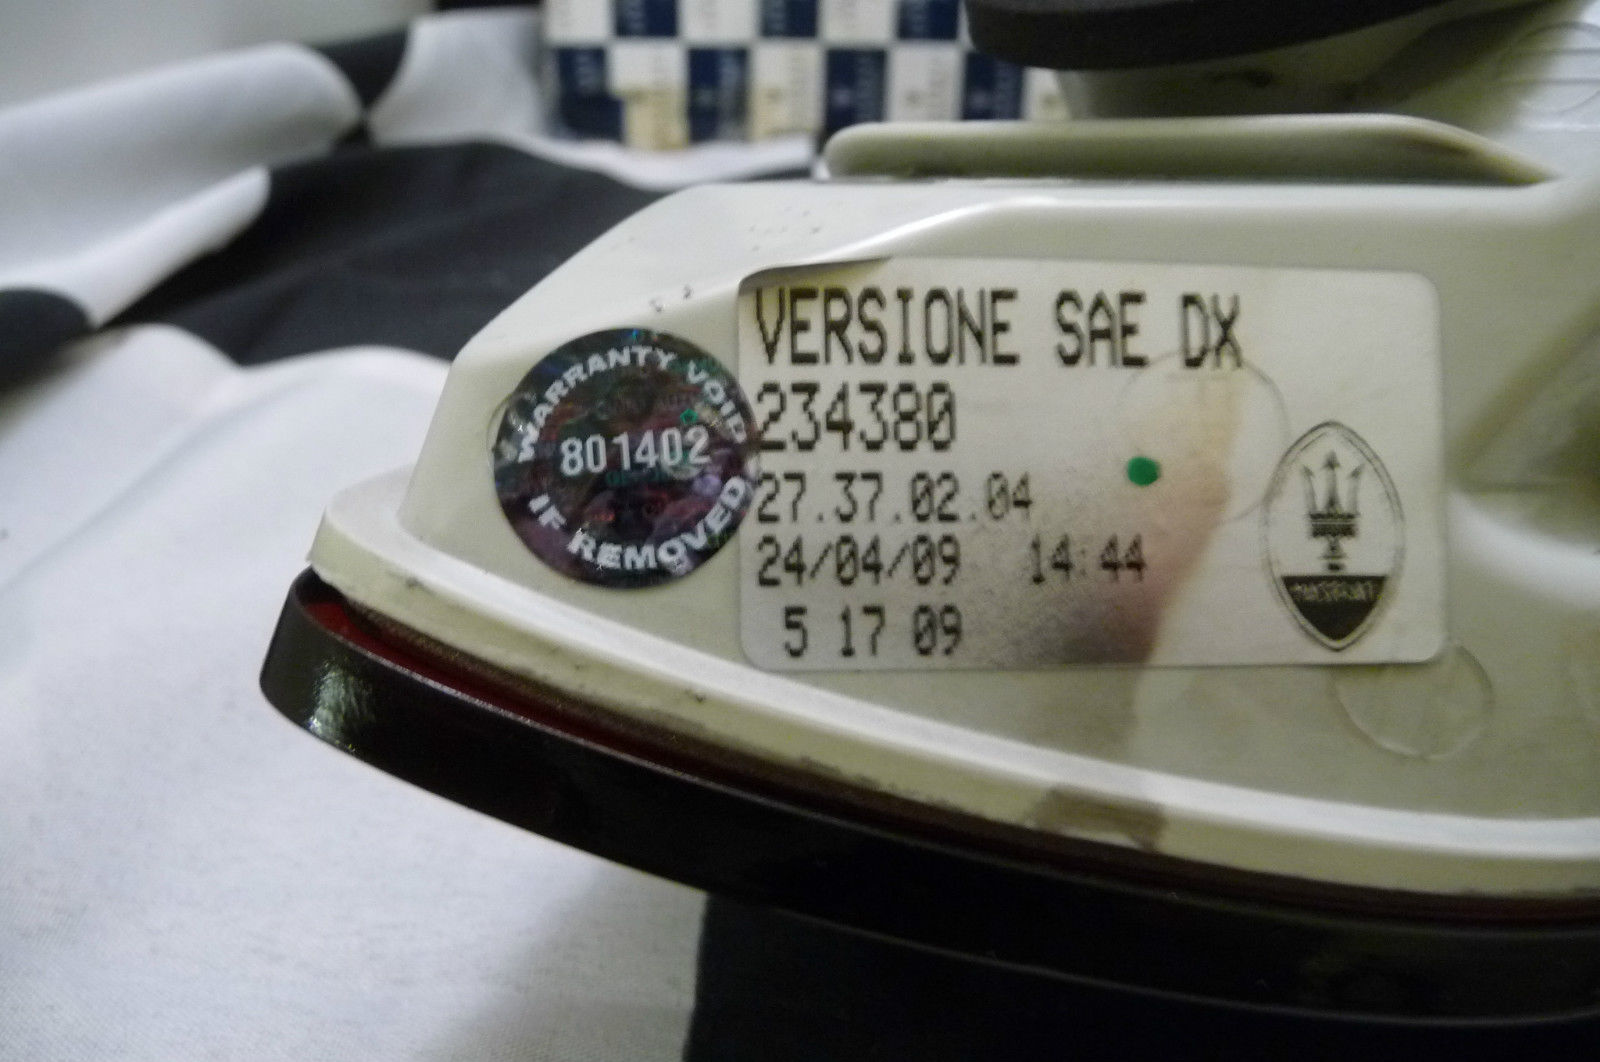 WARRANTY VOID
801402
IF REMOVED
VERSIONE SAE DX
234380
27.37.02.04
24/04/09 14:44
5 17 09
MASERATI